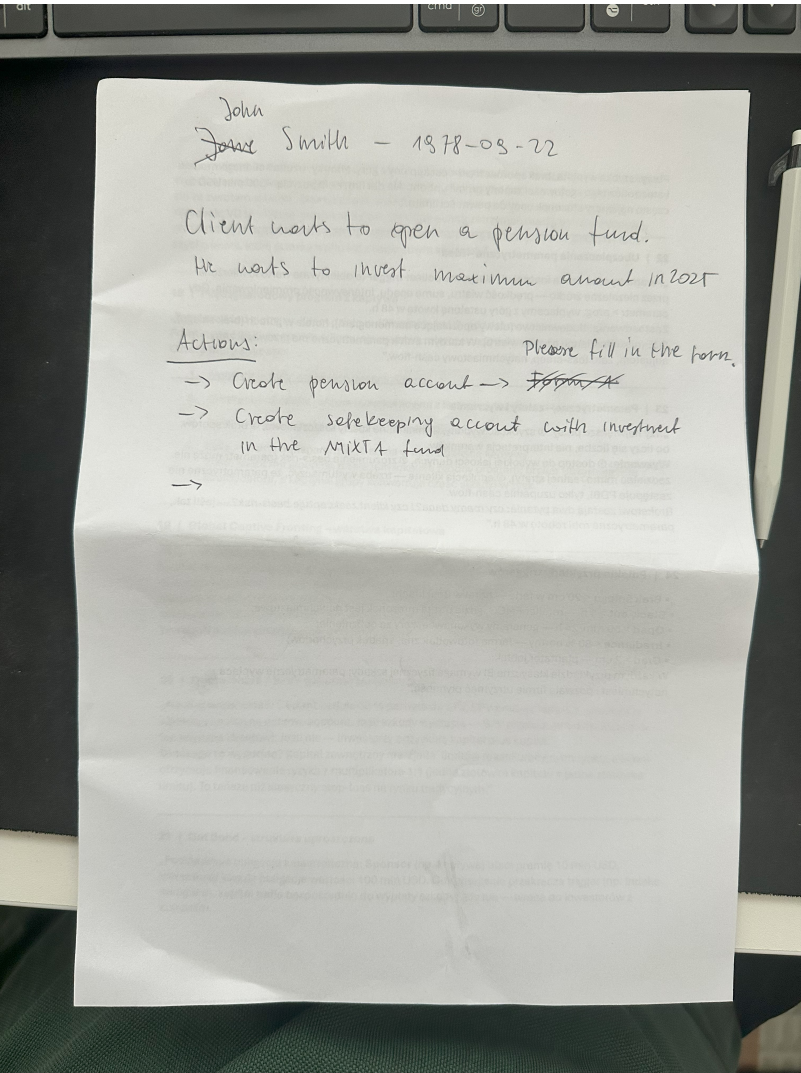 John
Smith – 1978-09-22
Client wants to open a pension fund.
He wants to invest maximum amount in 2025
Actions:
Please fill in the form.
-> Create pension account ->
-> Create safekeeping account with investment
in the MIXTA fund
->